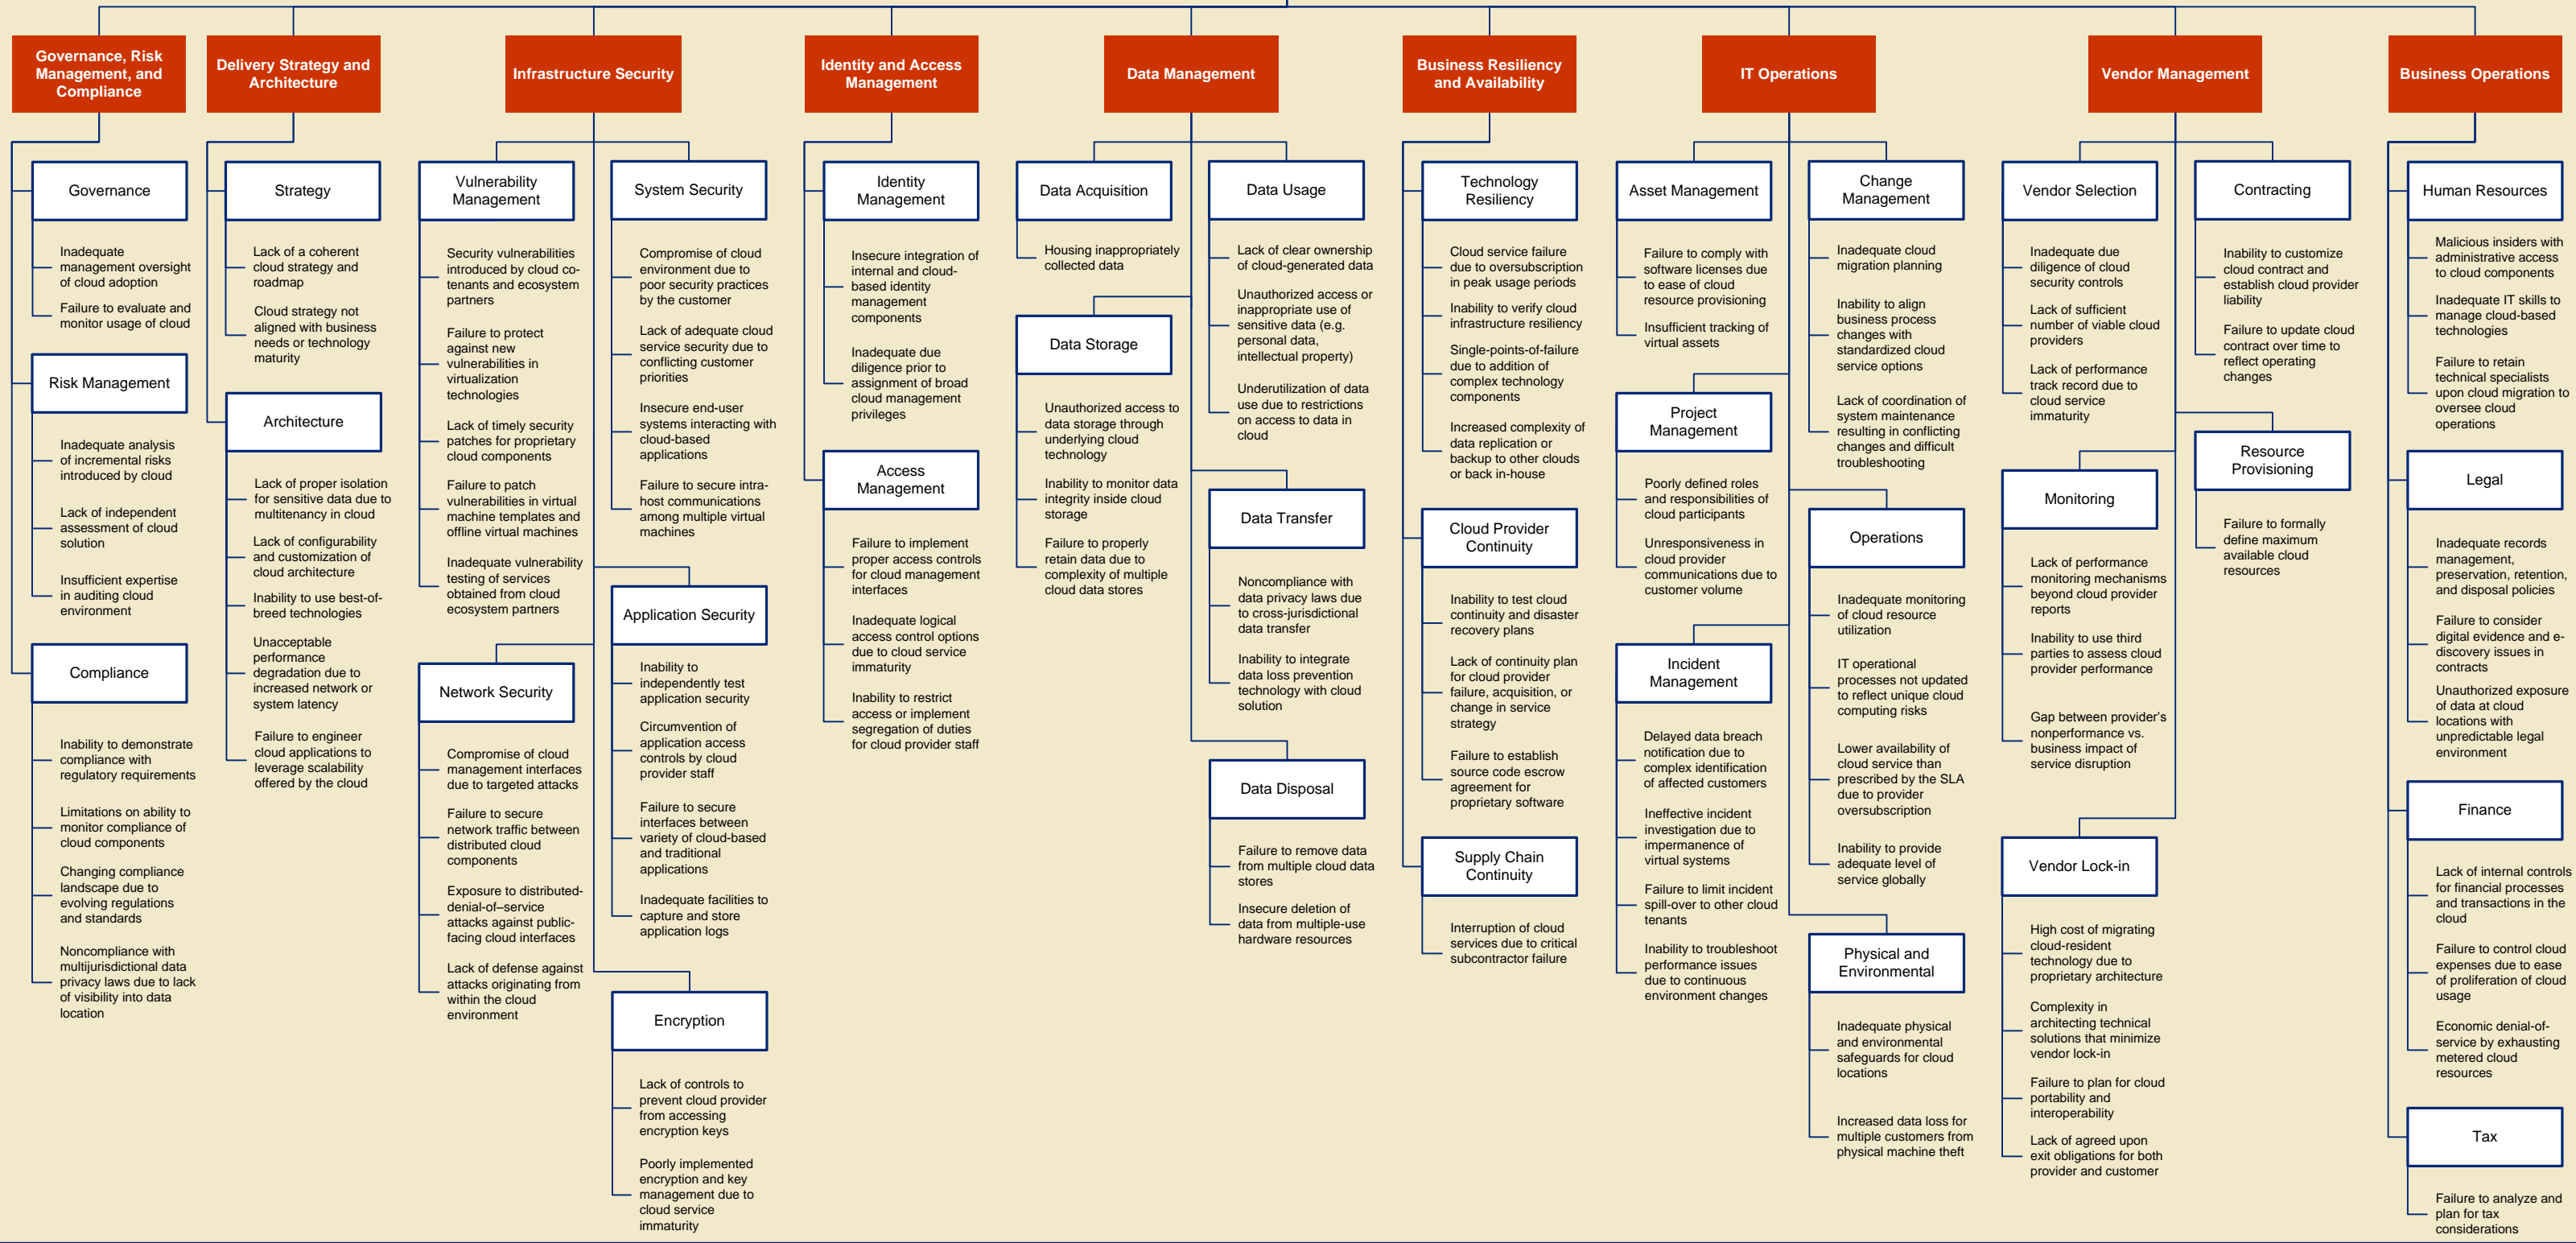 Governance, Risk
Management, and
Compliance
Governance
Inadequate
management oversight
of cloud adoption
Failure to evaluate and
monitor usage of cloud
Risk Management
Inadequate analysis
of incremental risks
introduced by cloud
Lack of independent
assessment of cloud
solution
Insufficient expertise
in auditing cloud
environment
Compliance
Inability to demonstrate
compliance with
regulatory requirements
Limitations on ability to
monitor compliance of
cloud components
Changing compliance
landscape due to
evolving regulations
and standards
Noncompliance with
multijurisdictional data
privacy laws due to lack
of visibility into data
location
Delivery Strategy and
Architecture
Strategy
Lack of a coherent
cloud strategy and
roadmap
Cloud strategy not
aligned with business
needs or technology
maturity
Architecture
Lack of proper isolation
for sensitive data due to
multitenancy in cloud
Lack of configurability
and customization of
cloud architecture
Inability to use best-of-
breed technologies
Unacceptable
performance
degradation due to
increased network or
system latency
Failure to engineer
cloud applications to
leverage scalability
offered by the cloud
Infrastructure Security
Vulnerability
Management
Security vulnerabilities
introduced by cloud co-
tenants and ecosystem
partners
Failure to protect
against new
vulnerabilities in
virtualization
technologies
Lack of timely security
patches for proprietary
cloud components
Failure to patch
vulnerabilities in virtual
machine templates and
offline virtual machines
Inadequate vulnerability
testing of services
obtained from cloud
ecosystem partners
Network Security
Compromise of cloud
management interfaces
due to targeted attacks
Failure to secure
network traffic between
distributed cloud
components
Exposure to distributed-
denial-of–service
attacks against public-
facing cloud interfaces
Lack of defense against
attacks originating from
within the cloud
environment
System Security
Compromise of cloud
environment due to
poor security practices
by the customer
Lack of adequate cloud
service security due to
conflicting customer
priorities
Insecure end-user
systems interacting with
cloud-based
applications
Failure to secure intra-
host communications
among multiple virtual
machines
Application Security
Inability to
independently test
application security
Circumvention of
application access
controls by cloud
provider staff
Failure to secure
interfaces between
variety of cloud-based
and traditional
applications
Inadequate facilities to
capture and store
application logs
Encryption
Lack of controls to
prevent cloud provider
from accessing
encryption keys
Poorly implemented
encryption and key
management due to
cloud service
immaturity
Identity and Access
Management
Identity
Management
Insecure integration of
internal and cloud-
based identity
management
components
Inadequate due
diligence prior to
assignment of broad
cloud management
privileges
Access
Management
Failure to implement
proper access controls
for cloud management
interfaces
Inadequate logical
access control options
due to cloud service
immaturity
Inability to restrict
access or implement
segregation of duties
for cloud provider staff
Data Management
Data Acquisition
Housing inappropriately
collected data
Data Storage
Unauthorized access to
data storage through
underlying cloud
technology
Inability to monitor data
integrity inside cloud
storage
Failure to properly
retain data due to
complexity of multiple
cloud data stores
Data Usage
Lack of clear ownership
of cloud-generated data
Unauthorized access or
inappropriate use of
sensitive data (e.g.
personal data,
intellectual property)
Underutilization of data
use due to restrictions
on access to data in
cloud
Data Transfer
Noncompliance with
data privacy laws due
to cross-jurisdictional
data transfer
Inability to integrate
data loss prevention
technology with cloud
solution
Data Disposal
Failure to remove data
from multiple cloud data
stores
Insecure deletion of
data from multiple-use
hardware resources
Business Resiliency
and Availability
Technology
Resiliency
Cloud service failure
due to oversubscription
in peak usage periods
Inability to verify cloud
infrastructure resiliency
Single-points-of-failure
due to addition of
complex technology
components
Increased complexity of
data replication or
backup to other clouds
or back in-house
Cloud Provider
Continuity
Inability to test cloud
continuity and disaster
recovery plans
Lack of continuity plan
for cloud provider
failure, acquisition, or
change in service
strategy
Failure to establish
source code escrow
agreement for
proprietary software
Supply Chain
Continuity
Interruption of cloud
services due to critical
subcontractor failure
IT Operations
Asset Management
Failure to comply with
software licenses due
to ease of cloud
resource provisioning
Insufficient tracking of
virtual assets
Project
Management
Poorly defined roles
and responsibilities of
cloud participants
Unresponsiveness in
cloud provider
communications due to
customer volume
Incident
Management
Delayed data breach
notification due to
complex identification
of affected customers
Ineffective incident
investigation due to
impermanence of
virtual systems
Failure to limit incident
spill-over to other cloud
tenants
Inability to troubleshoot
performance issues
due to continuous
environment changes
Change
Management
Inadequate cloud
migration planning
Inability to align
business process
changes with
standardized cloud
service options
Lack of coordination of
system maintenance
resulting in conflicting
changes and difficult
troubleshooting
Operations
Inadequate monitoring
of cloud resource
utilization
IT operational
processes not updated
to reflect unique cloud
computing risks
Lower availability of
cloud service than
prescribed by the SLA
due to provider
oversubscription
Inability to provide
adequate level of
service globally
Physical and
Environmental
Inadequate physical
and environmental
safeguards for cloud
locations
Increased data loss for
multiple customers from
physical machine theft
Vendor Management
Vendor Selection
Inadequate due
diligence of cloud
security controls
Lack of sufficient
number of viable cloud
providers
Lack of performance
track record due to
cloud service
immaturity
Monitoring
Lack of performance
monitoring mechanisms
beyond cloud provider
reports
Inability to use third
parties to assess cloud
provider performance
Gap between provider’s
nonperformance vs.
business impact of
service disruption
Vendor Lock-in
High cost of migrating
cloud-resident
technology due to
proprietary architecture
Complexity in
architecting technical
solutions that minimize
vendor lock-in
Failure to plan for cloud
portability and
interoperability
Lack of agreed upon
exit obligations for both
provider and customer
Contracting
Inability to customize
cloud contract and
establish cloud provider
liability
Failure to update cloud
contract over time to
reflect operating
changes
Resource
Provisioning
Failure to formally
define maximum
available cloud
resources
Business Operations
Human Resources
Malicious insiders with
administrative access
to cloud components
Inadequate IT skills to
manage cloud-based
technologies
Failure to retain
technical specialists
upon cloud migration to
oversee cloud
operations
Legal
Inadequate records
management,
preservation, retention,
and disposal policies
Failure to consider
digital evidence and e-
discovery issues in
contracts
Unauthorized exposure
of data at cloud
locations with
unpredictable legal
environment
Finance
Lack of internal controls
for financial processes
and transactions in the
cloud
Failure to control cloud
expenses due to ease
of proliferation of cloud
usage
Economic denial-of-
service by exhausting
metered cloud
resources
Tax
Failure to analyze and
plan for tax
considerations